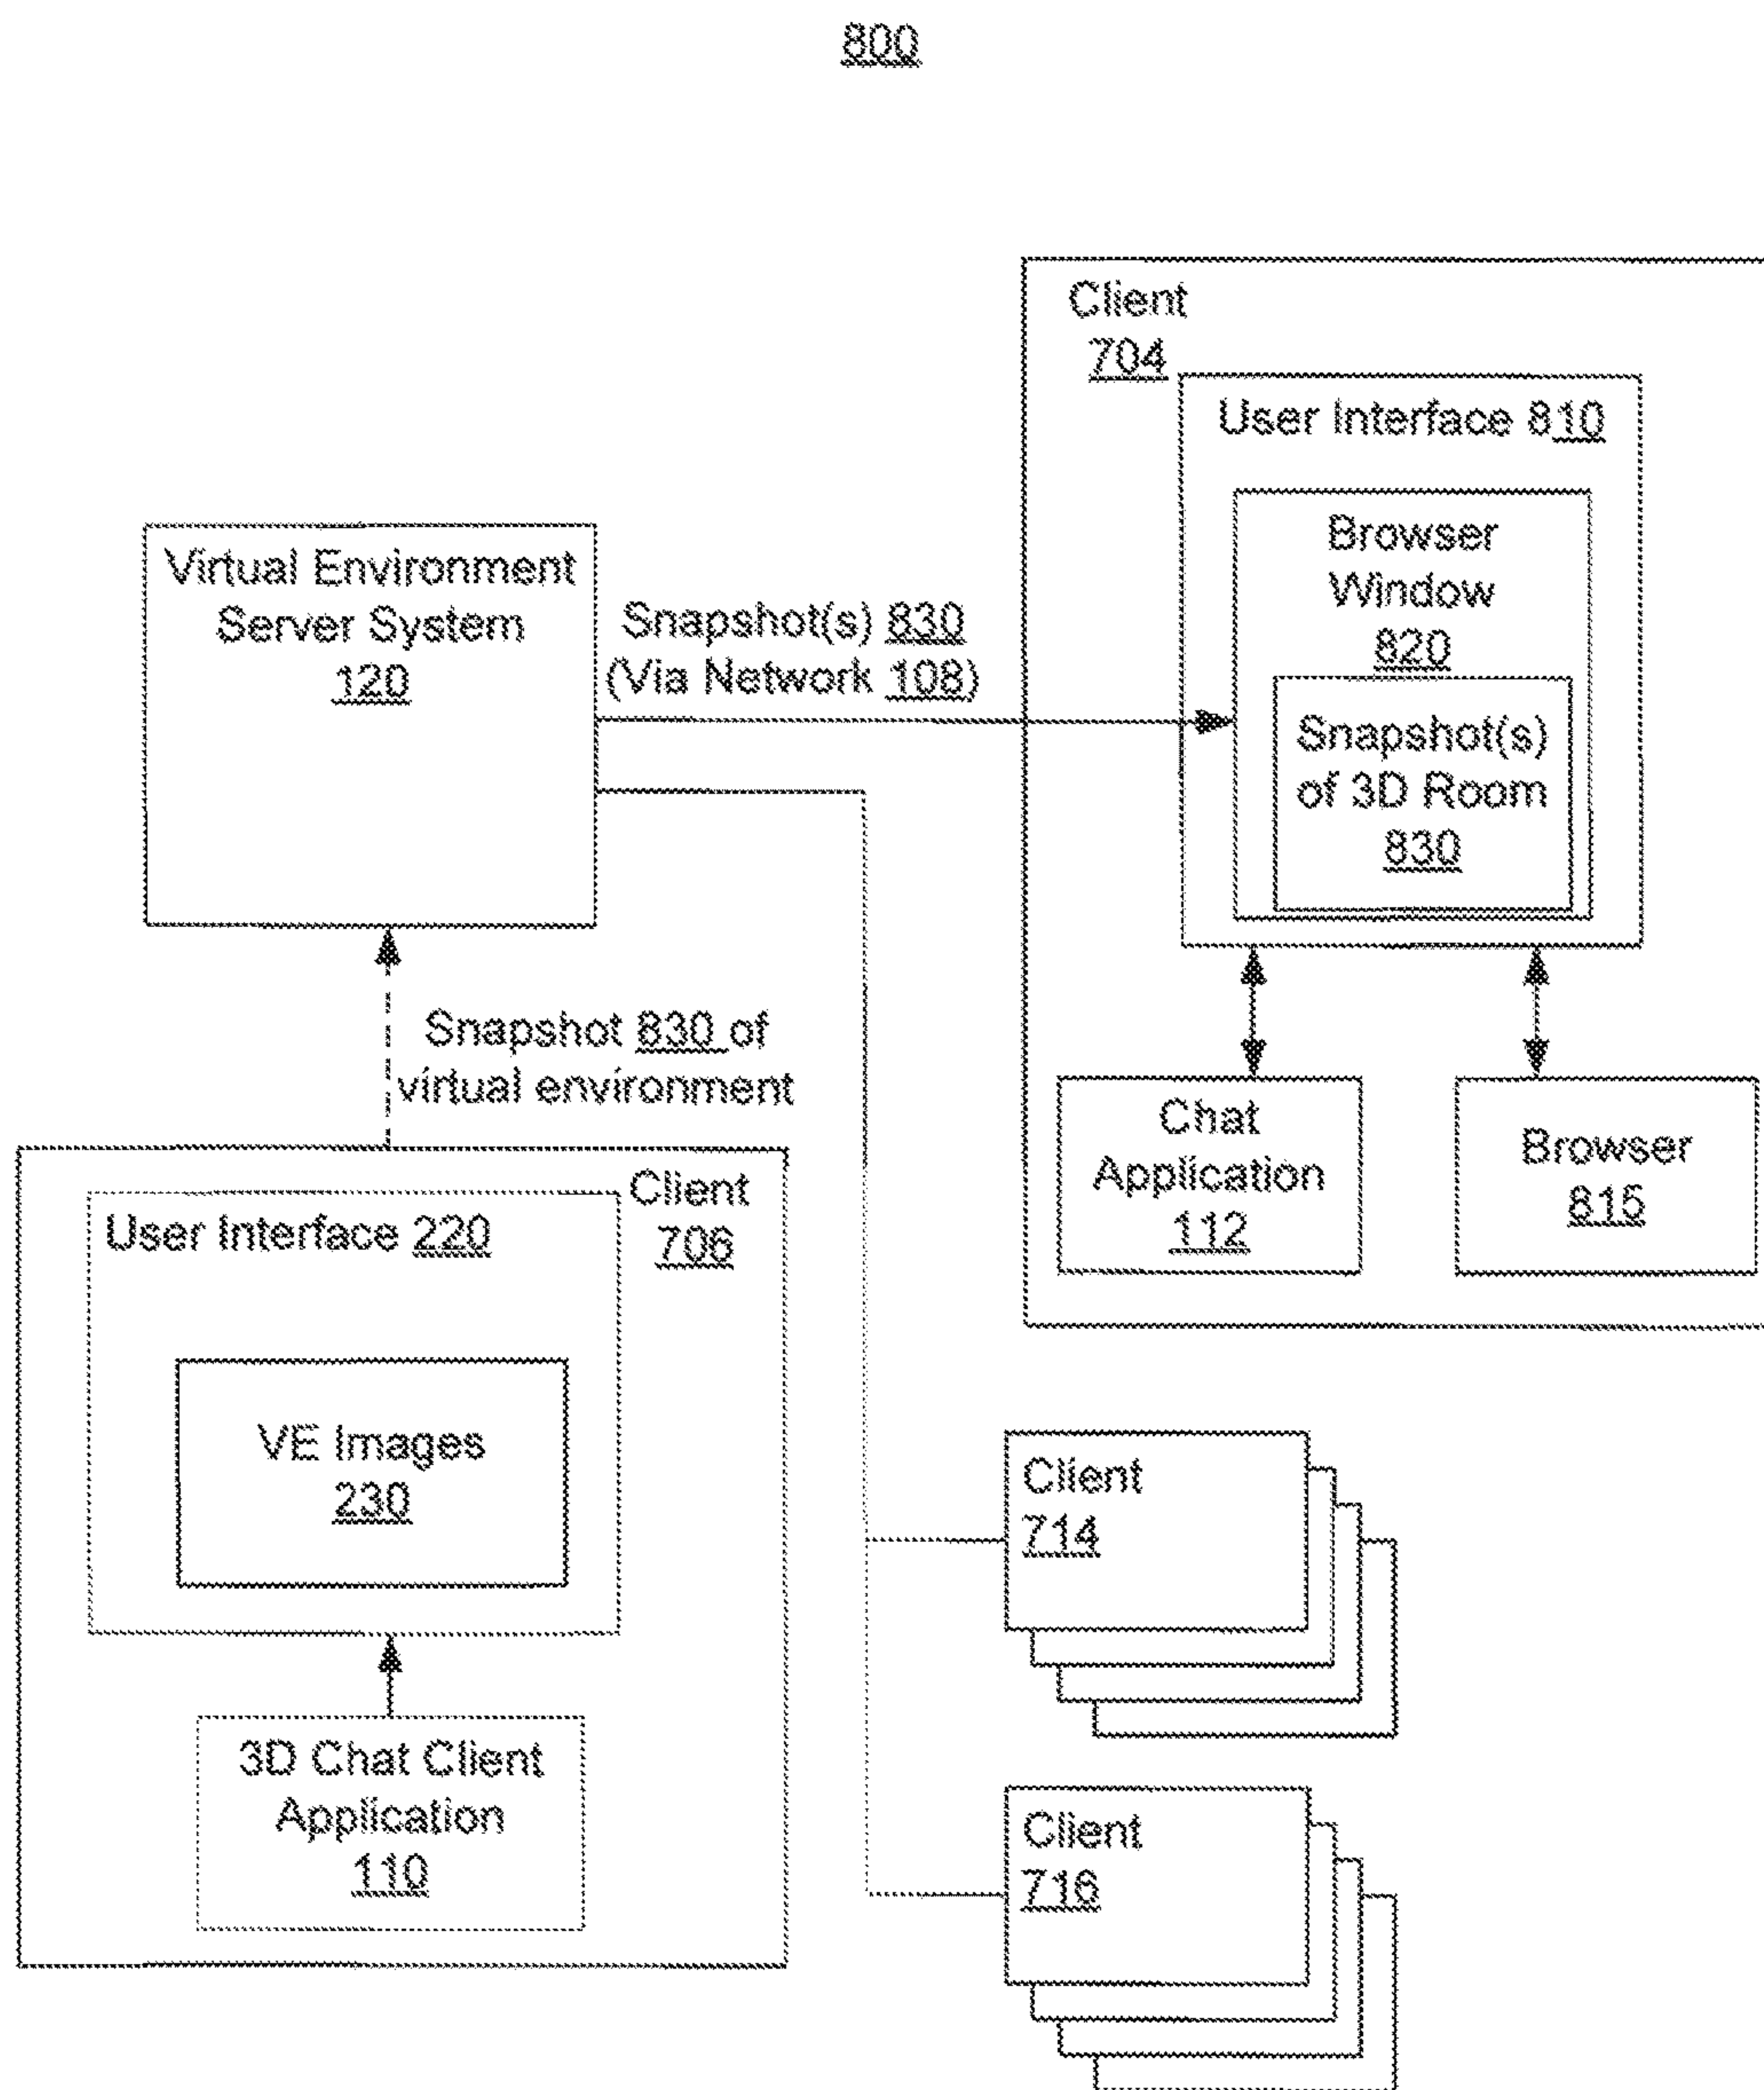 800
Client
704
User Interface 810
Browser
Window
820
Snapshot(s)
of 3D Room
830
Virtual Environment
Server System
120
Snapshot(s) 830
(Via Network 108)
Snapshot 830 of
virtual environment
Chat
Application
112
Browser
815
Client
706
User Interface 220
VE Images
230
3D Chat Client
Application
110
Client
714
Client
716